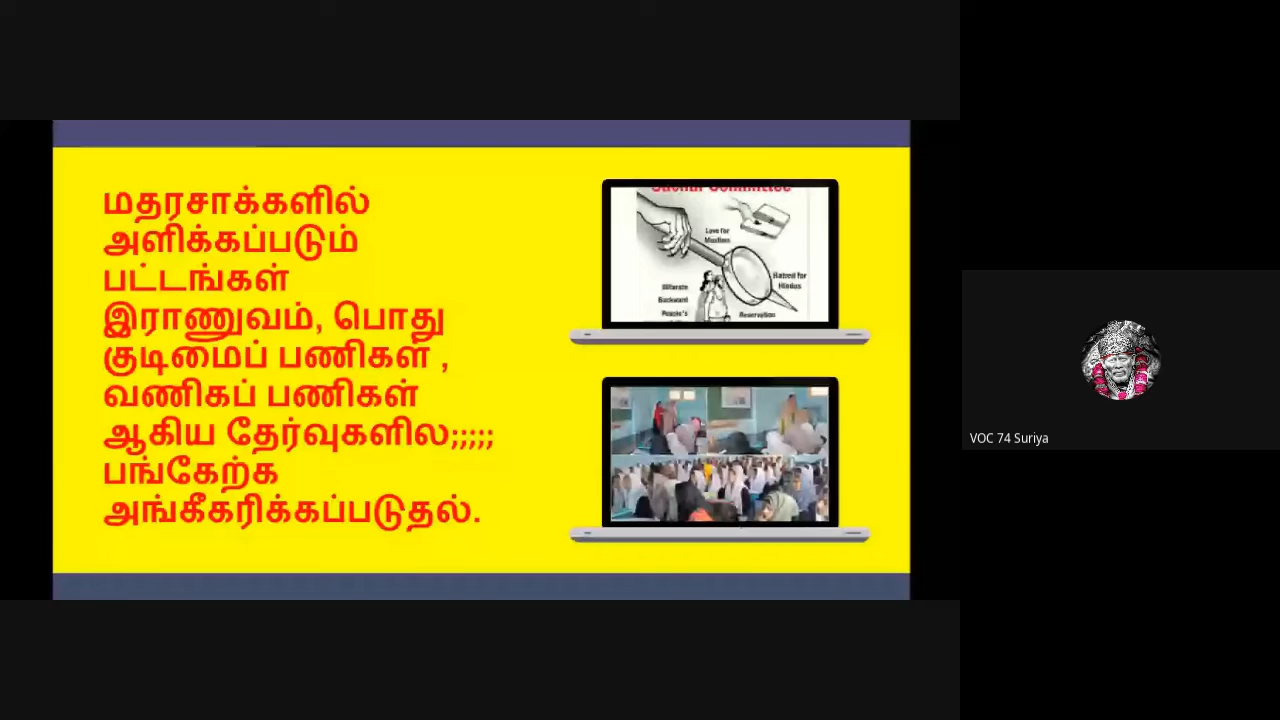 மதரசாக்களில்
அளிக்கப்படும்
பட்டங்கள்
இராணுவம், பொது
குடிமைப் பணிகள் ,
வணிகப் பணிகள்
ஆகிய தேர்வுகளில;;;;;
பங்கேற்க
அங்கீகரிக்கப்படுதல்.
Sachar Committee
Love for
Muslims
Hatred for
Hindus
Illiterate
Backward
People's
Reservation
VOC 74 Suriya